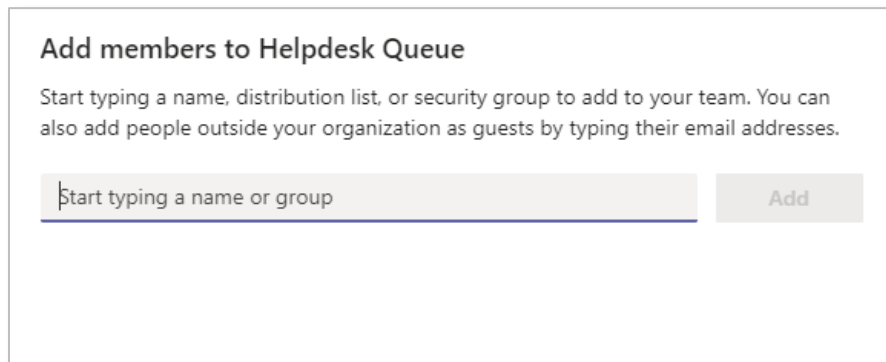 Add members to Helpdesk Queue
Start typing a name, distribution list, or security group to add to your team. You can
also add people outside your organization as guests by typing their email addresses.
Start typing a name or group
Add